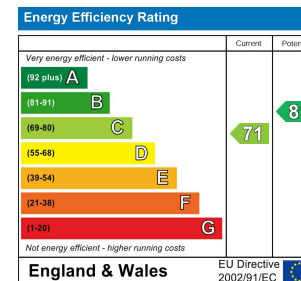 Energy Efficiency Rating
Current
Very energy efficient - lower running costs
(92 plus) A
(81-91) B
(69-80) C
(55-68) D
(39-54) E
(21-38) F
(1-20) G
71
Not energy efficient - higher running costs
England & Wales
EU Directive
2002/91/EC